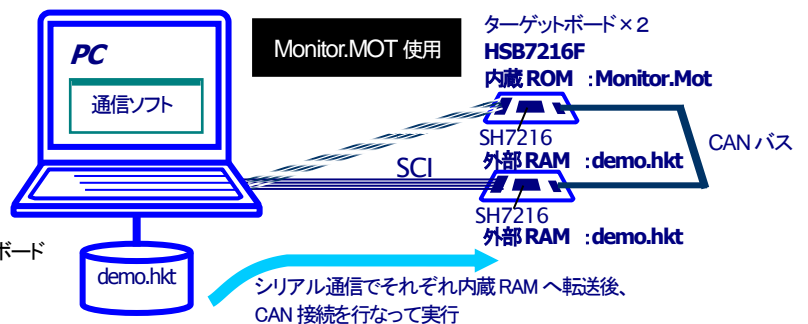 PC
通信ソフト
Monitor.MOT 使用
ターゲットボード×2
HSB7216F
内蔵 ROM :Monitor.Mot
SH7216
外部 RAM :demo.hkt
CAN バス
SCI
SH7216
外部 RAM :demo.hkt
ボード
demo.hkt
シリアル通信でそれぞれ内蔵 RAM へ転送後、
CAN 接続を行なって実行